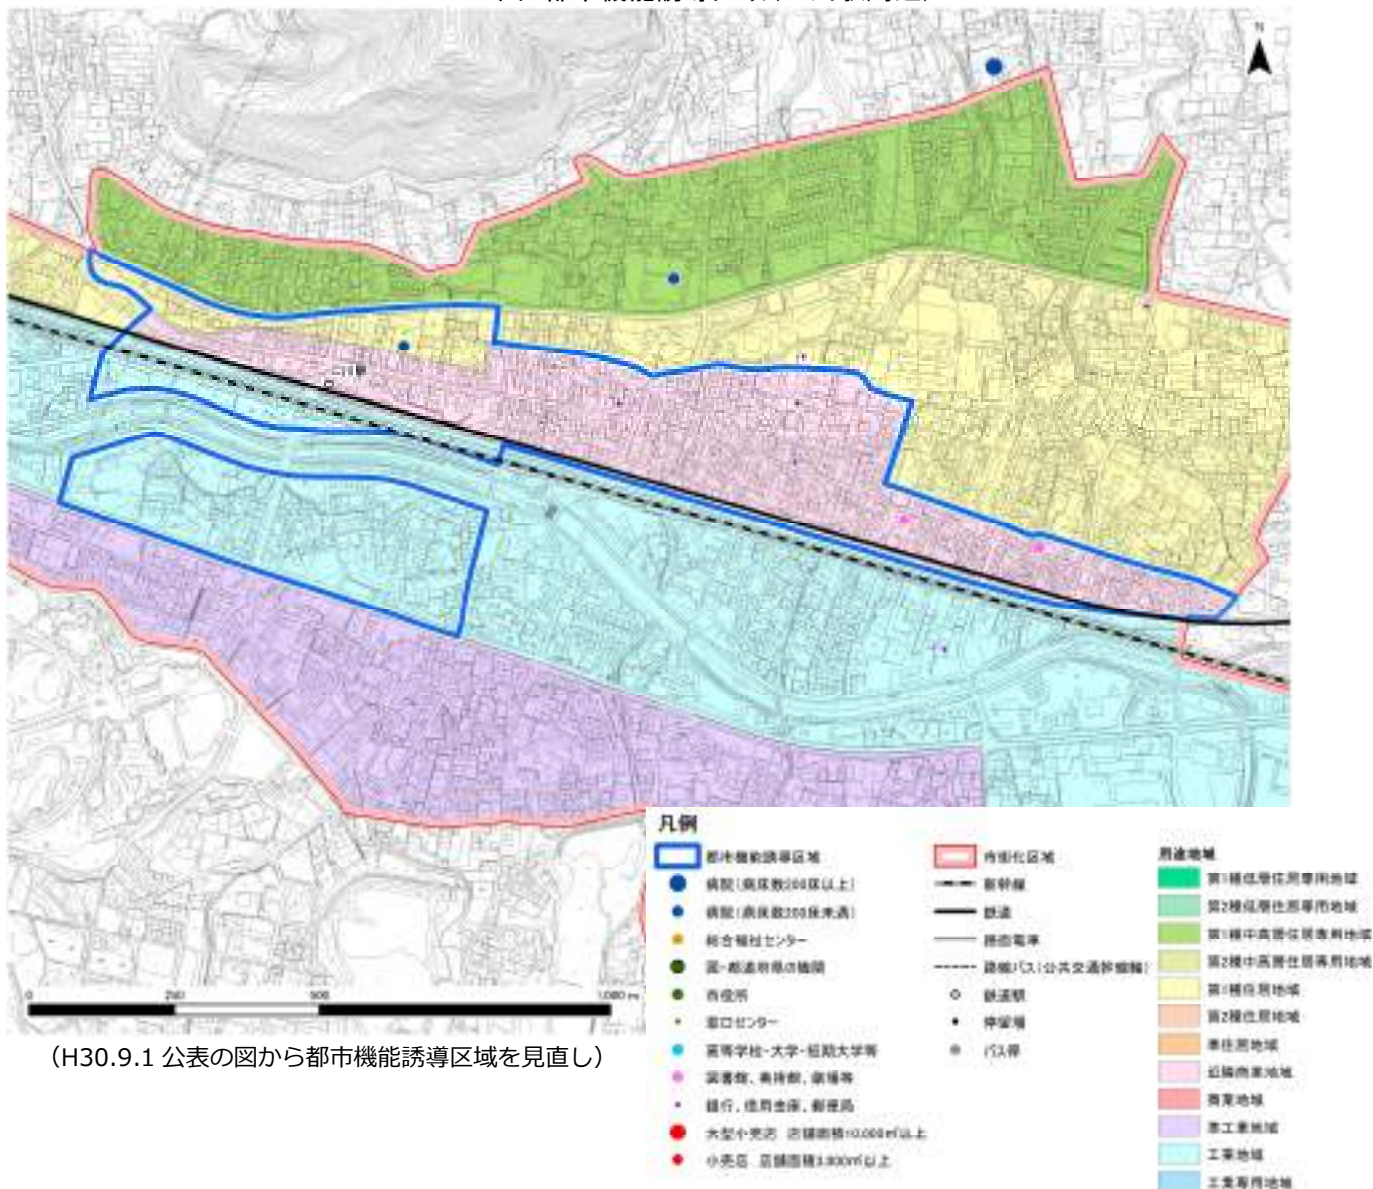 N
0 250 500 1,000 m
(H30.9.1 公表の図から都市機能誘導区域を見直し)
凡例
都市機能誘導区域
病院(病床数200床以上)
病院(病床数200床未満)
総合福祉センター
国・都道府県の機関
市役所
窓口センター
高等学校・大学・短期大学等
図書館、美術館、劇場等
銀行、信用金庫、郵便局
大型小売店 店舗面積10,000㎡以上
小売店 店舗面積3,000㎡以上
市街化区域
新幹線
鉄道
路面電車
路線バス(公共交通幹線軸)
鉄道駅
停留場
バス停
用途地域
第1種低層住居専用地域
第2種低層住居専用地域
第1種中高層住居専用地域
第2種中高層住居専用地域
第1種住居地域
第2種住居地域
準住居地域
近隣商業地域
商業地域
準工業地域
工業地域
工業専用地域